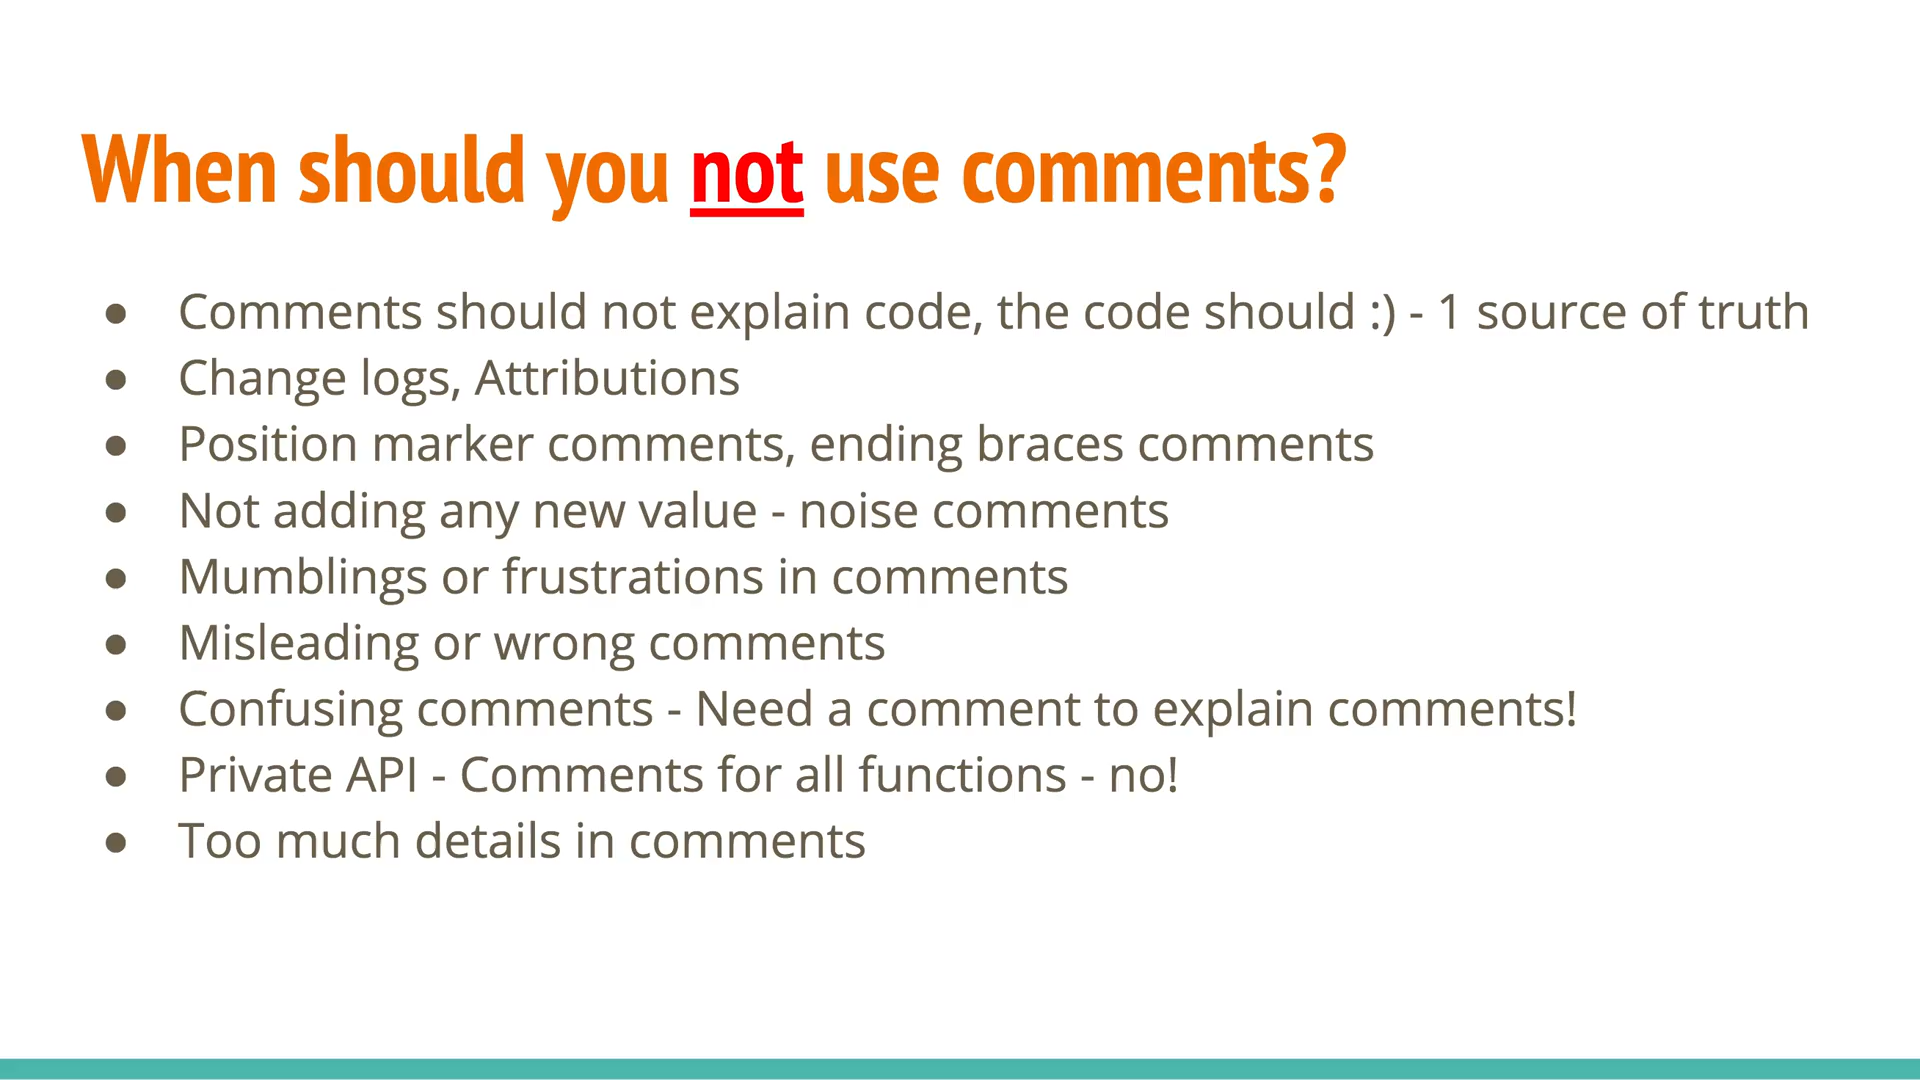 When should you not use comments?
● Comments should not explain code, the code should :) - 1 source of truth
● Change logs, Attributions
● Position marker comments, ending braces comments
● Not adding any new value - noise comments
● Mumblings or frustrations in comments
● Misleading or wrong comments
● Confusing comments - Need a comment to explain comments!
● Private API - Comments for all functions - no!
● Too much details in comments